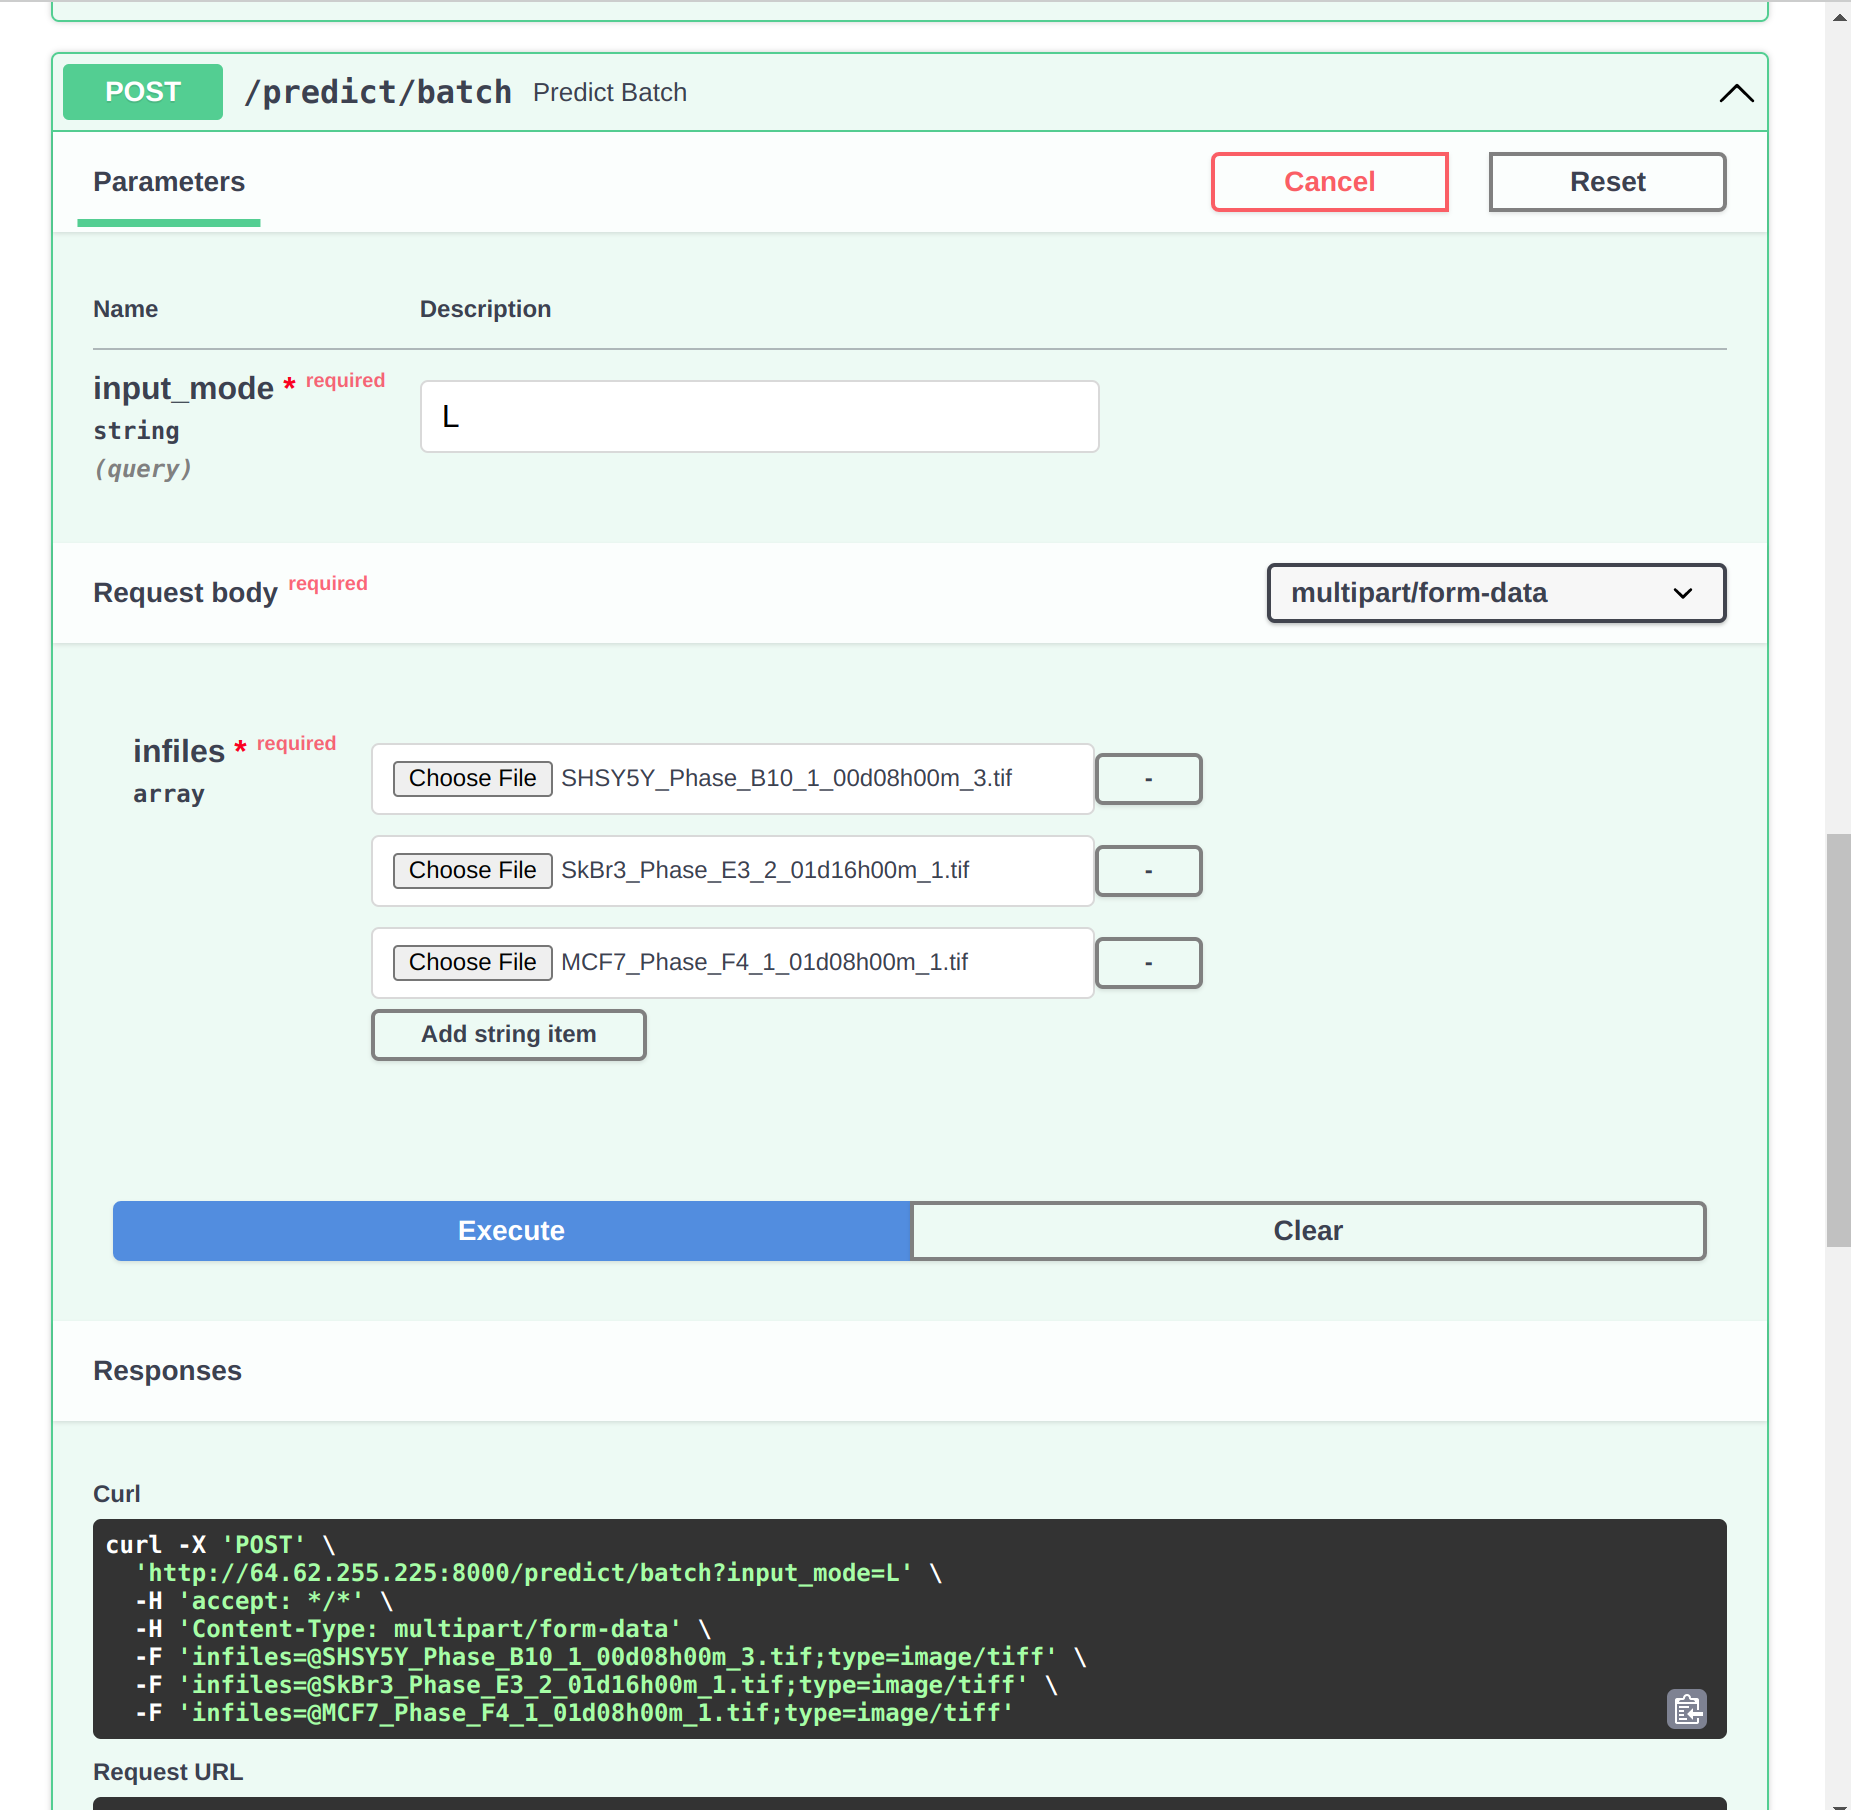 POST /predict/batch Predict Batch
Parameters Cancel Reset
Name Description
input_mode * required L
string
(query)
Request body required multipart/form-data
infiles * required Choose File SHSY5Y_Phase_B10_1_00d08h00m_3.tif -
array
Choose File SkBr3_Phase_E3_2_01d16h00m_1.tif -
Choose File MCF7_Phase_F4_1_01d08h00m_1.tif -
Add string item
Execute Clear
Responses
Curl
curl -X 'POST' \
'http://64.62.255.225:8000/predict/batch?input_mode=L' \
-H 'accept: */*' \
-H 'Content-Type: multipart/form-data' \
-F 'infiles=@SHSY5Y_Phase_B10_1_00d08h00m_3.tif;type=image/tiff' \
-F 'infiles=@SkBr3_Phase_E3_2_01d16h00m_1.tif;type=image/tiff' \
-F 'infiles=@MCF7_Phase_F4_1_01d08h00m_1.tif;type=image/tiff'
Request URL